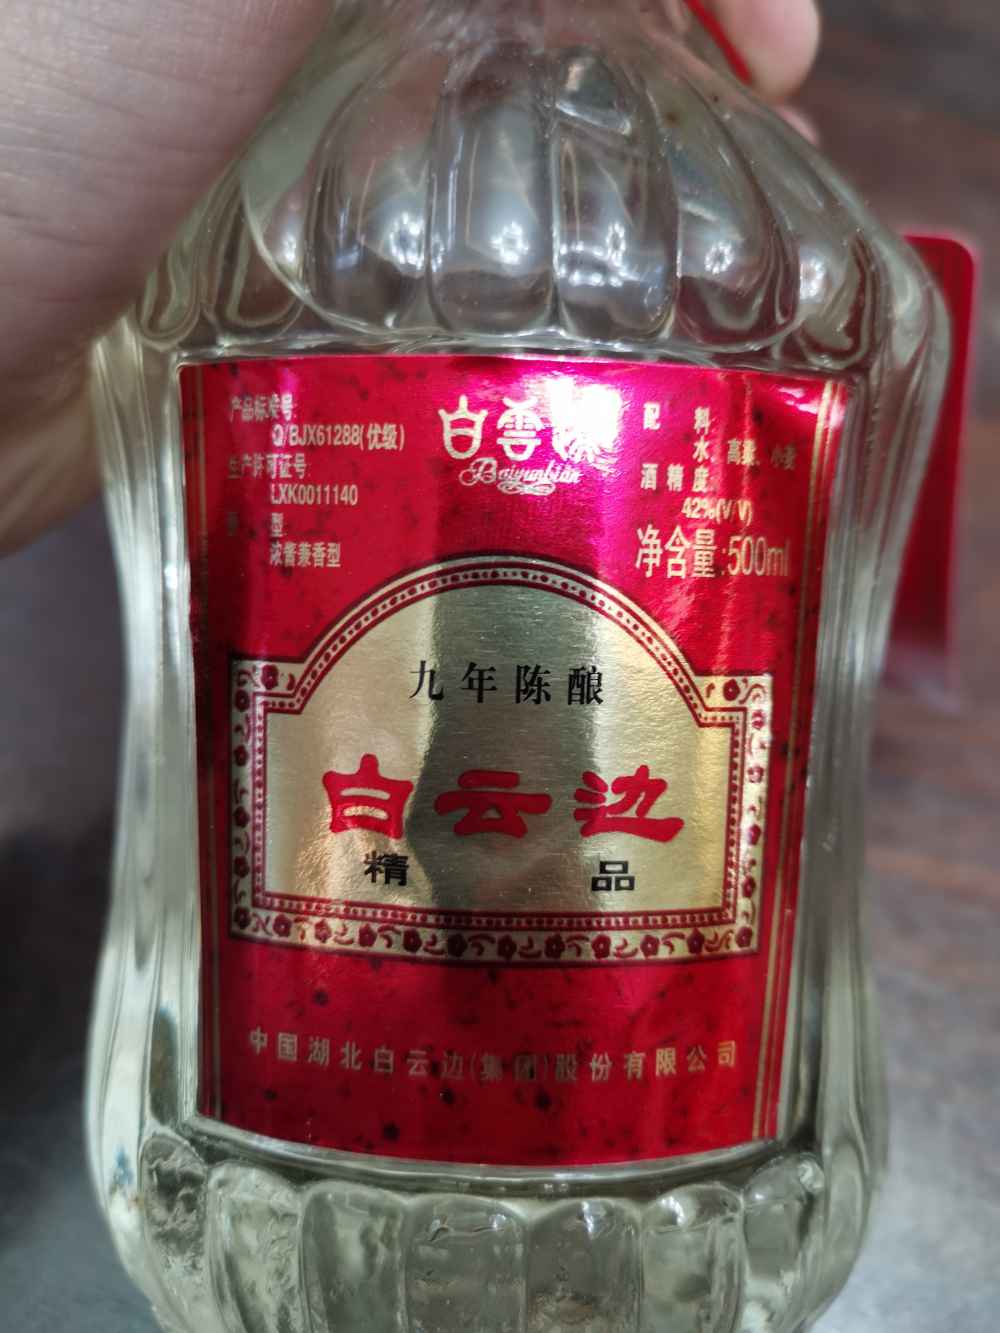 产品标准号:
Q/BJX61288(优级)
生产许可证号:
LXK0011140
型:
浓酱兼香型
白雲
Baiyunbian
配 料:
水、高粱、小麦
酒精度:
42%(V/V)
净含量:500ml
九年陈酿
白云边
精品
中国湖北白云边(集团)股份有限公司